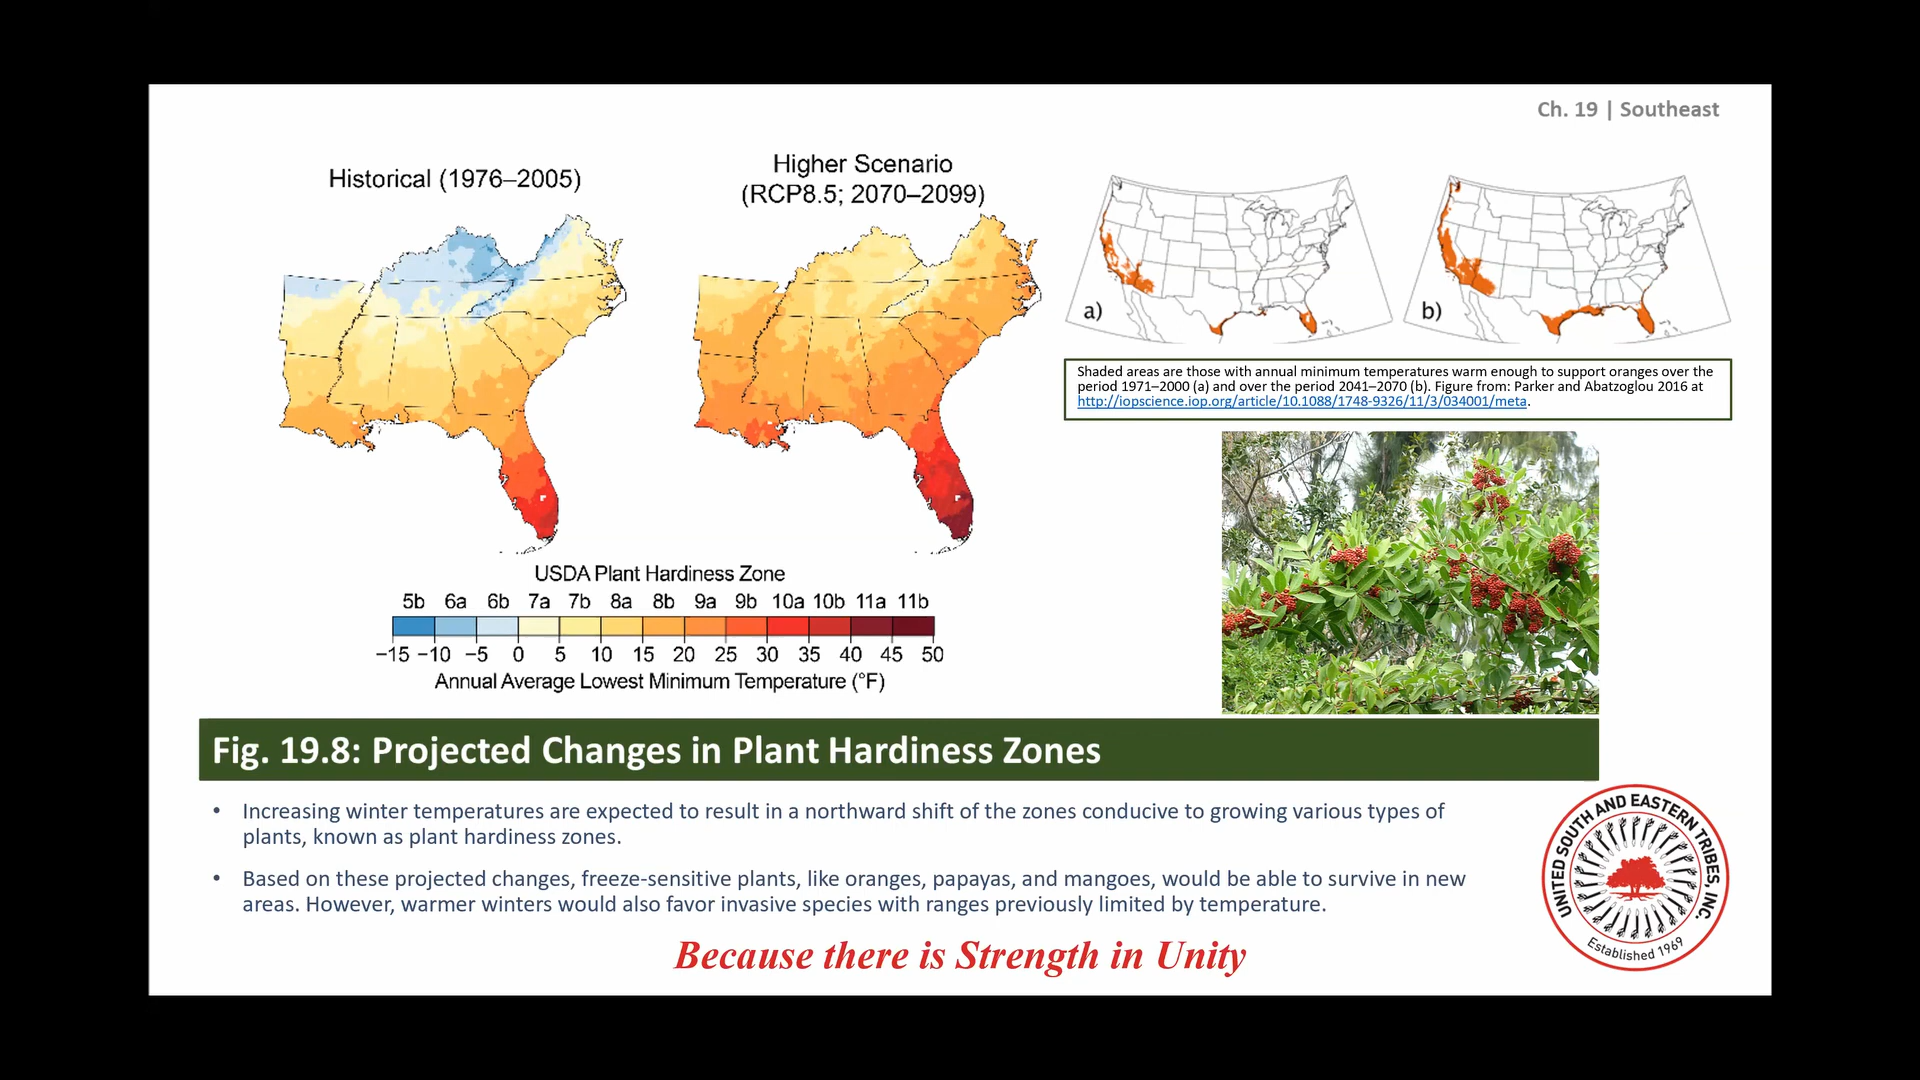 Ch. 19 | Southeast
Historical (1976–2005)
Higher Scenario
(RCP8.5; 2070–2099)
a)
b)
Shaded areas are those with annual minimum temperatures warm enough to support oranges over the
period 1971–2000 (a) and over the period 2041–2070 (b). Figure from: Parker and Abatzoglou 2016 at
http://iopscience.iop.org/article/10.1088/1748-9326/11/3/034001/meta.
USDA Plant Hardiness Zone
5b 6a 6b 7a 7b 8a 8b 9a 9b 10a 10b 11a 11b
−15 −10 −5 0 5 10 15 20 25 30 35 40 45 50
Annual Average Lowest Minimum Temperature (°F)
Fig. 19.8: Projected Changes in Plant Hardiness Zones
• Increasing winter temperatures are expected to result in a northward shift of the zones conducive to growing various types of
plants, known as plant hardiness zones.
• Based on these projected changes, freeze-sensitive plants, like oranges, papayas, and mangoes, would be able to survive in new
areas. However, warmer winters would also favor invasive species with ranges previously limited by temperature.
Because there is Strength in Unity
UNITED SOUTH AND EASTERN TRIBES, INC.
Established 1969